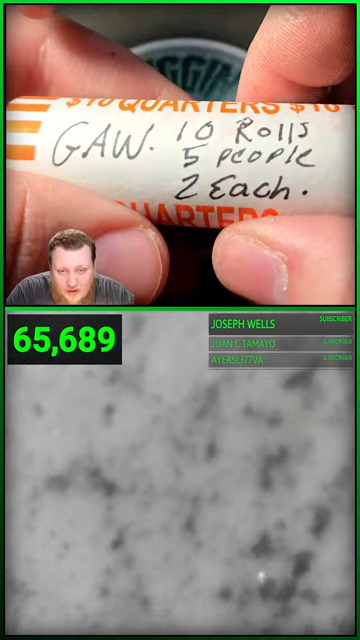 $10 QUARTERS $10
GAW. 10 Rolls
5 people
2 Each.
QUARTERS
65,689
JOSEPH WELLS SUBSCRIBER
JUAN C TAMAYO SUBSCRIBER
AYERSLJ77VA SUBSCRIBER